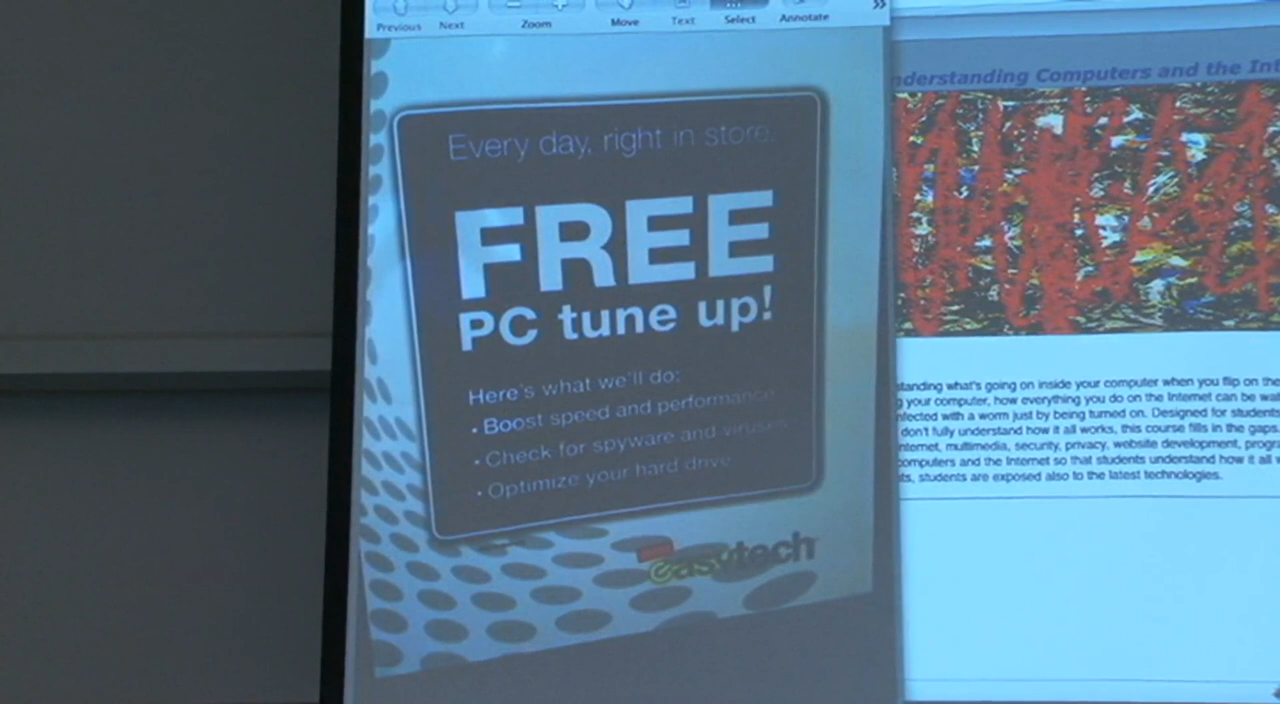 Previous Next Zoom Move Text Select Annotate »
Every day, right in store.
FREE
PC tune up!
Here's what we'll do:
• Boost speed and performance
• Check for spyware and viruses
• Optimize your hard drive
easytech
nderstanding Computers and the Int
tanding what's going on inside your computer when you flip on the
g your computer, how everything you do on the Internet can be wa
nfected with a worm just by being turned on. Designed for students
don't fully understand how it all works, this course fills in the gaps.
nternet, multimedia, security, privacy, website development, progr
computers and the Internet so that students understand how it all w
ts, students are exposed also to the latest technologies.